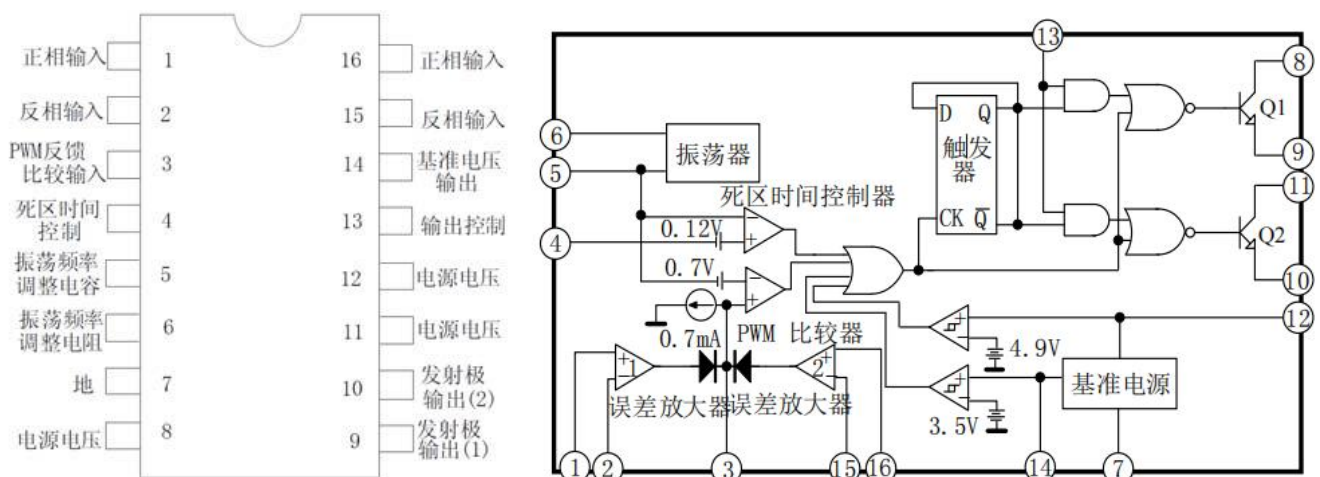 正相输入
1
反相输入
2
PWM反馈
比较输入
3
死区时间
控制
4
振荡频率
调整电容
5
振荡频率
调整电阻
6
地
7
电源电压
8
16
正相输入
15
反相输入
14
基准电压
输出
13
输出控制
12
电源电压
11
电源电压
10
发射极
输出(2)
9
发射极
输出(1)
13
8
6
振荡器
D Q
Q1
触发器
5
9
死区时间控制器
11
CK Q̅
4
0.12V
Q2
0.7V
10
12
0.7mA
PWM 比较器
4.9V
1
2
基准电源
误差放大器
误差放大器
3.5V
1
2
3
15
16
14
7